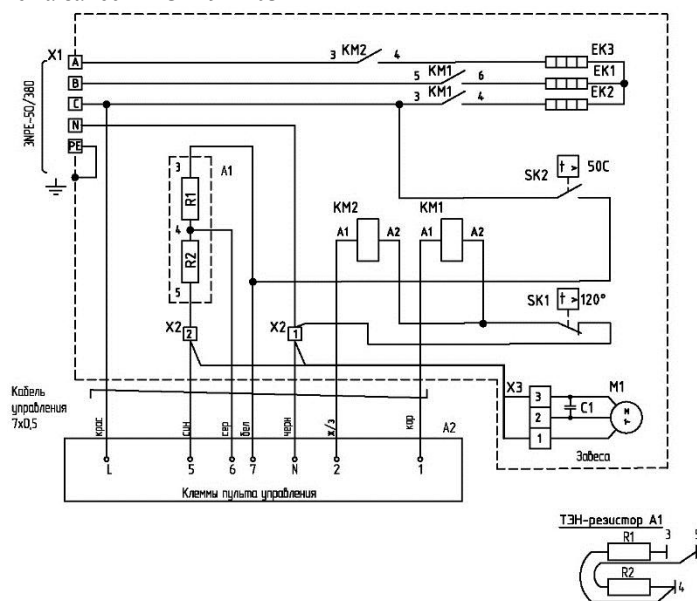 X1
A
KM2
3
4
EK3
B
KM1
5
6
EK1
C
KM1
3
4
EK2
N
PE
3NPE~50/380
3
A1
R1
4
R2
5
SK2
t >
50C
KM2
KM1
A1
A2
A1
A2
SK1
t >
120°
X2
2
X2
1
X3
3
2
1
C1
M1
M
Завеса
Кабель
управления
7х0,5
крас
син
сер
бел
черн
ж/з
кор
A2
L
5
6
7
N
2
1
Клеммы пульта управления
ТЭН-резистор А1
R1
3
5
R2
4